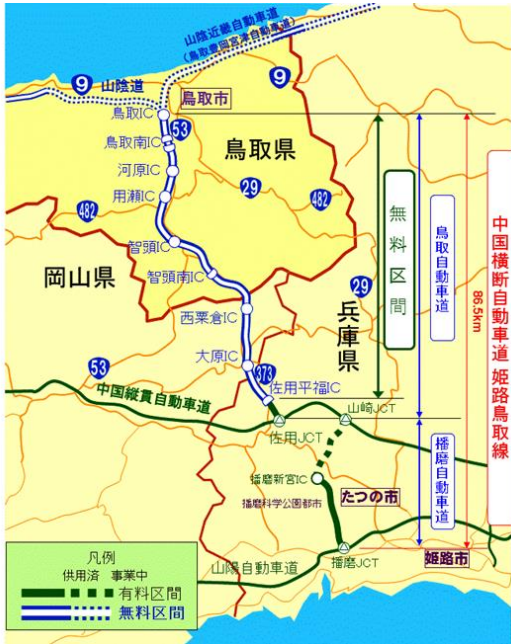 山陰近畿自動車道
(鳥取豊岡宮津自動車道)
9
9
山陰道
鳥取市
鳥取IC
53
鳥取南IC
鳥取県
河原IC
29
482
用瀬IC
482
無料区間
鳥取自動車道
中国横断自動車道 姫路鳥取線
86.5km
智頭IC
岡山県
智頭南IC
29
兵庫県
西粟倉IC
大原IC
53
373
佐用平福IC
中国縦貫自動車道
山崎JCT
佐用JCT
播磨自動車道
播磨新宮IC
たつの市
播磨科学公園都市
凡例
供用済 事業中
有料区間
無料区間
山陽自動車道
播磨JCT
姫路市